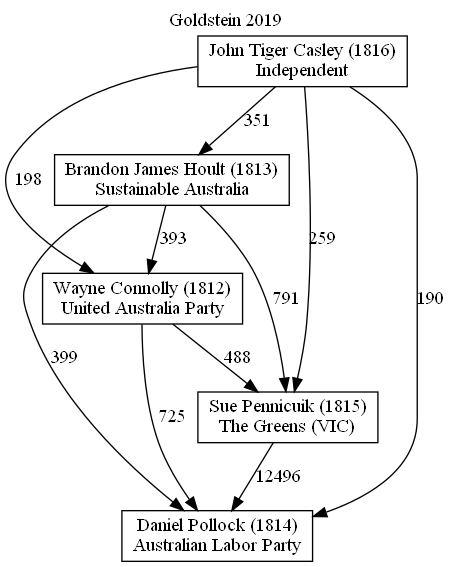 Goldstein 2019
John Tiger Casley (1816)
Independent
351
Brandon James Hoult (1813)
Sustainable Australia
198
393
259
791
190
Wayne Connolly (1812)
United Australia Party
399
488
725
Sue Pennicuik (1815)
The Greens (VIC)
12496
Daniel Pollock (1814)
Australian Labor Party